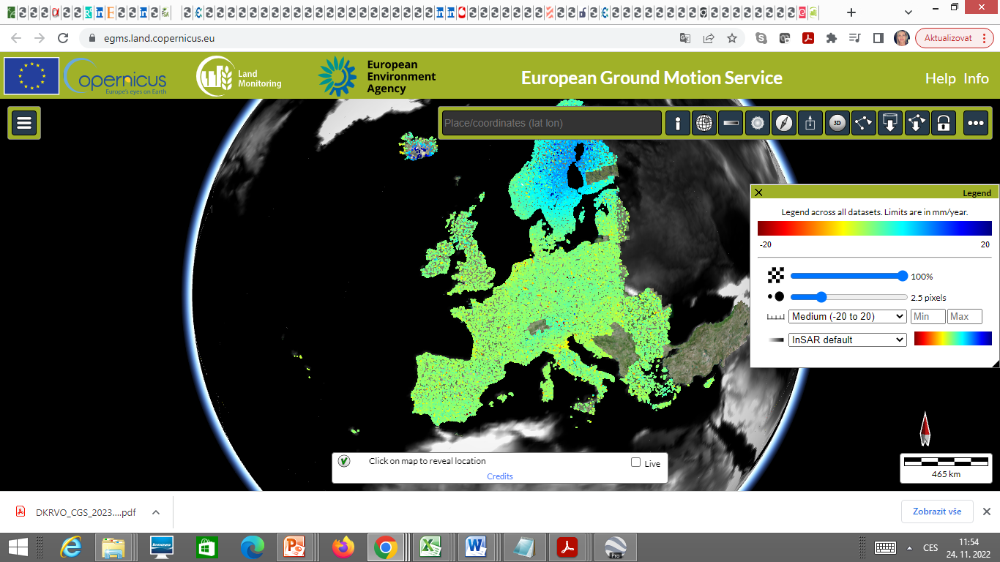 egms.land.copernicus.eu
Aktualizovat
opernicus
Europe's eyes on Earth
Land
Monitoring
European
Environment
Agency
European Ground Motion Service
Help Info
Place/coordinates (lat lon)
3D
Legend
Legend across all datasets. Limits are in mm/year.
-20 20
100%
2.5 pixels
Medium (-20 to 20) Min Max
InSAR default
Click on map to reveal location
Live
Credits
465 km
DKRVO_CGS_2023....pdf
Zobrazit vše
lenovo
Pro
CES
11:54
24. 11. 2022